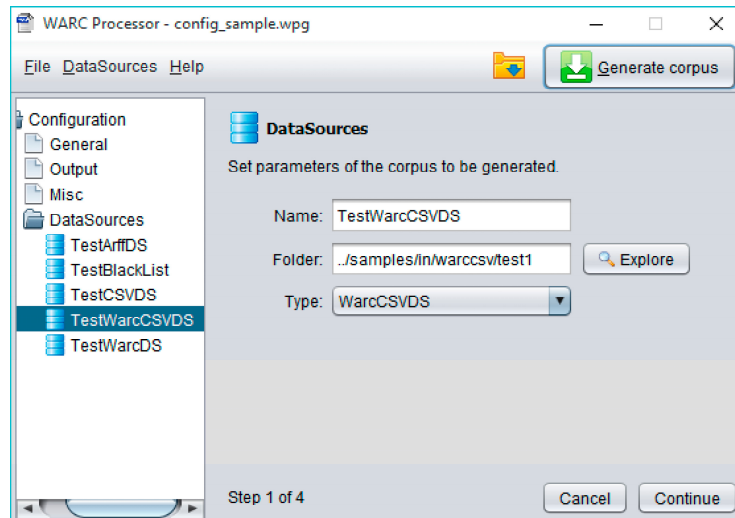 WARC Processor - config_sample.wpg
File DataSources Help
Generate corpus
Configuration
General
Output
Misc
DataSources
TestArffDS
TestBlackList
TestCSVDS
TestWarcCSVDS
TestWarcDS
DataSources
Set parameters of the corpus to be generated.
Name: TestWarcCSVDS
Folder: ../samples/in/warccsv/test1 Explore
Type: WarcCSVDS
Step 1 of 4
Cancel Continue